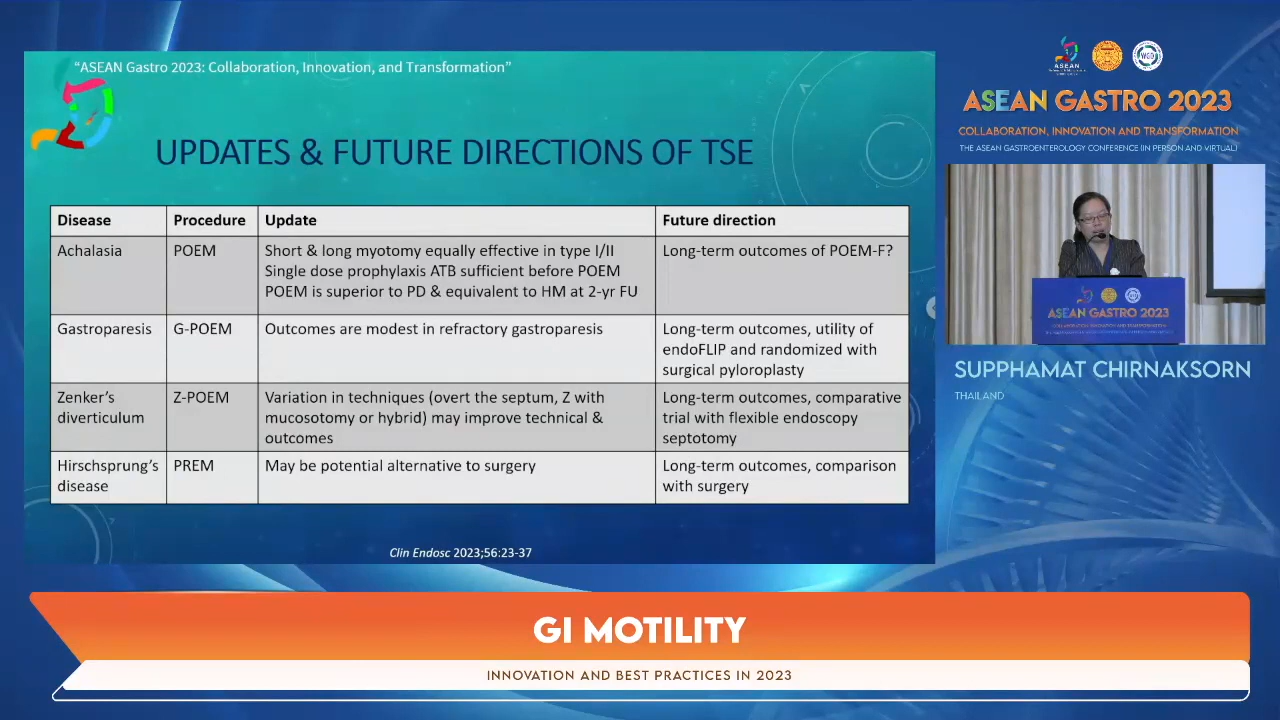 "ASEAN Gastro 2023: Collaboration, Innovation, and Transformation"
UPDATES & FUTURE DIRECTIONS OF TSE
Disease Procedure Update Future direction
Achalasia POEM Short & long myotomy equally effective in type I/II Long-term outcomes of POEM-F?
Single dose prophylaxis ATB sufficient before POEM
POEM is superior to PD & equivalent to HM at 2-yr FU
Gastroparesis G-POEM Outcomes are modest in refractory gastroparesis Long-term outcomes, utility of
endoFLIP and randomized with
surgical pyloroplasty
Zenker's Z-POEM Variation in techniques (overt the septum, Z with Long-term outcomes, comparative
diverticulum mucosotomy or hybrid) may improve technical & trial with flexible endoscopy
outcomes septotomy
Hirschsprung's PREM May be potential alternative to surgery Long-term outcomes, comparison
disease with surgery
Clin Endosc 2023;56:23-37
ASEAN
WGO
ASEAN GASTRO 2023
COLLABORATION, INNOVATION AND TRANSFORMATION
THE ASEAN GASTROENTEROLOGY CONFERENCE (IN PERSON AND VIRTUAL)
ASEAN GASTRO 2023
SUPPHAMAT CHIRNAKSORN
THAILAND
GI MOTILITY
INNOVATION AND BEST PRACTICES IN 2023